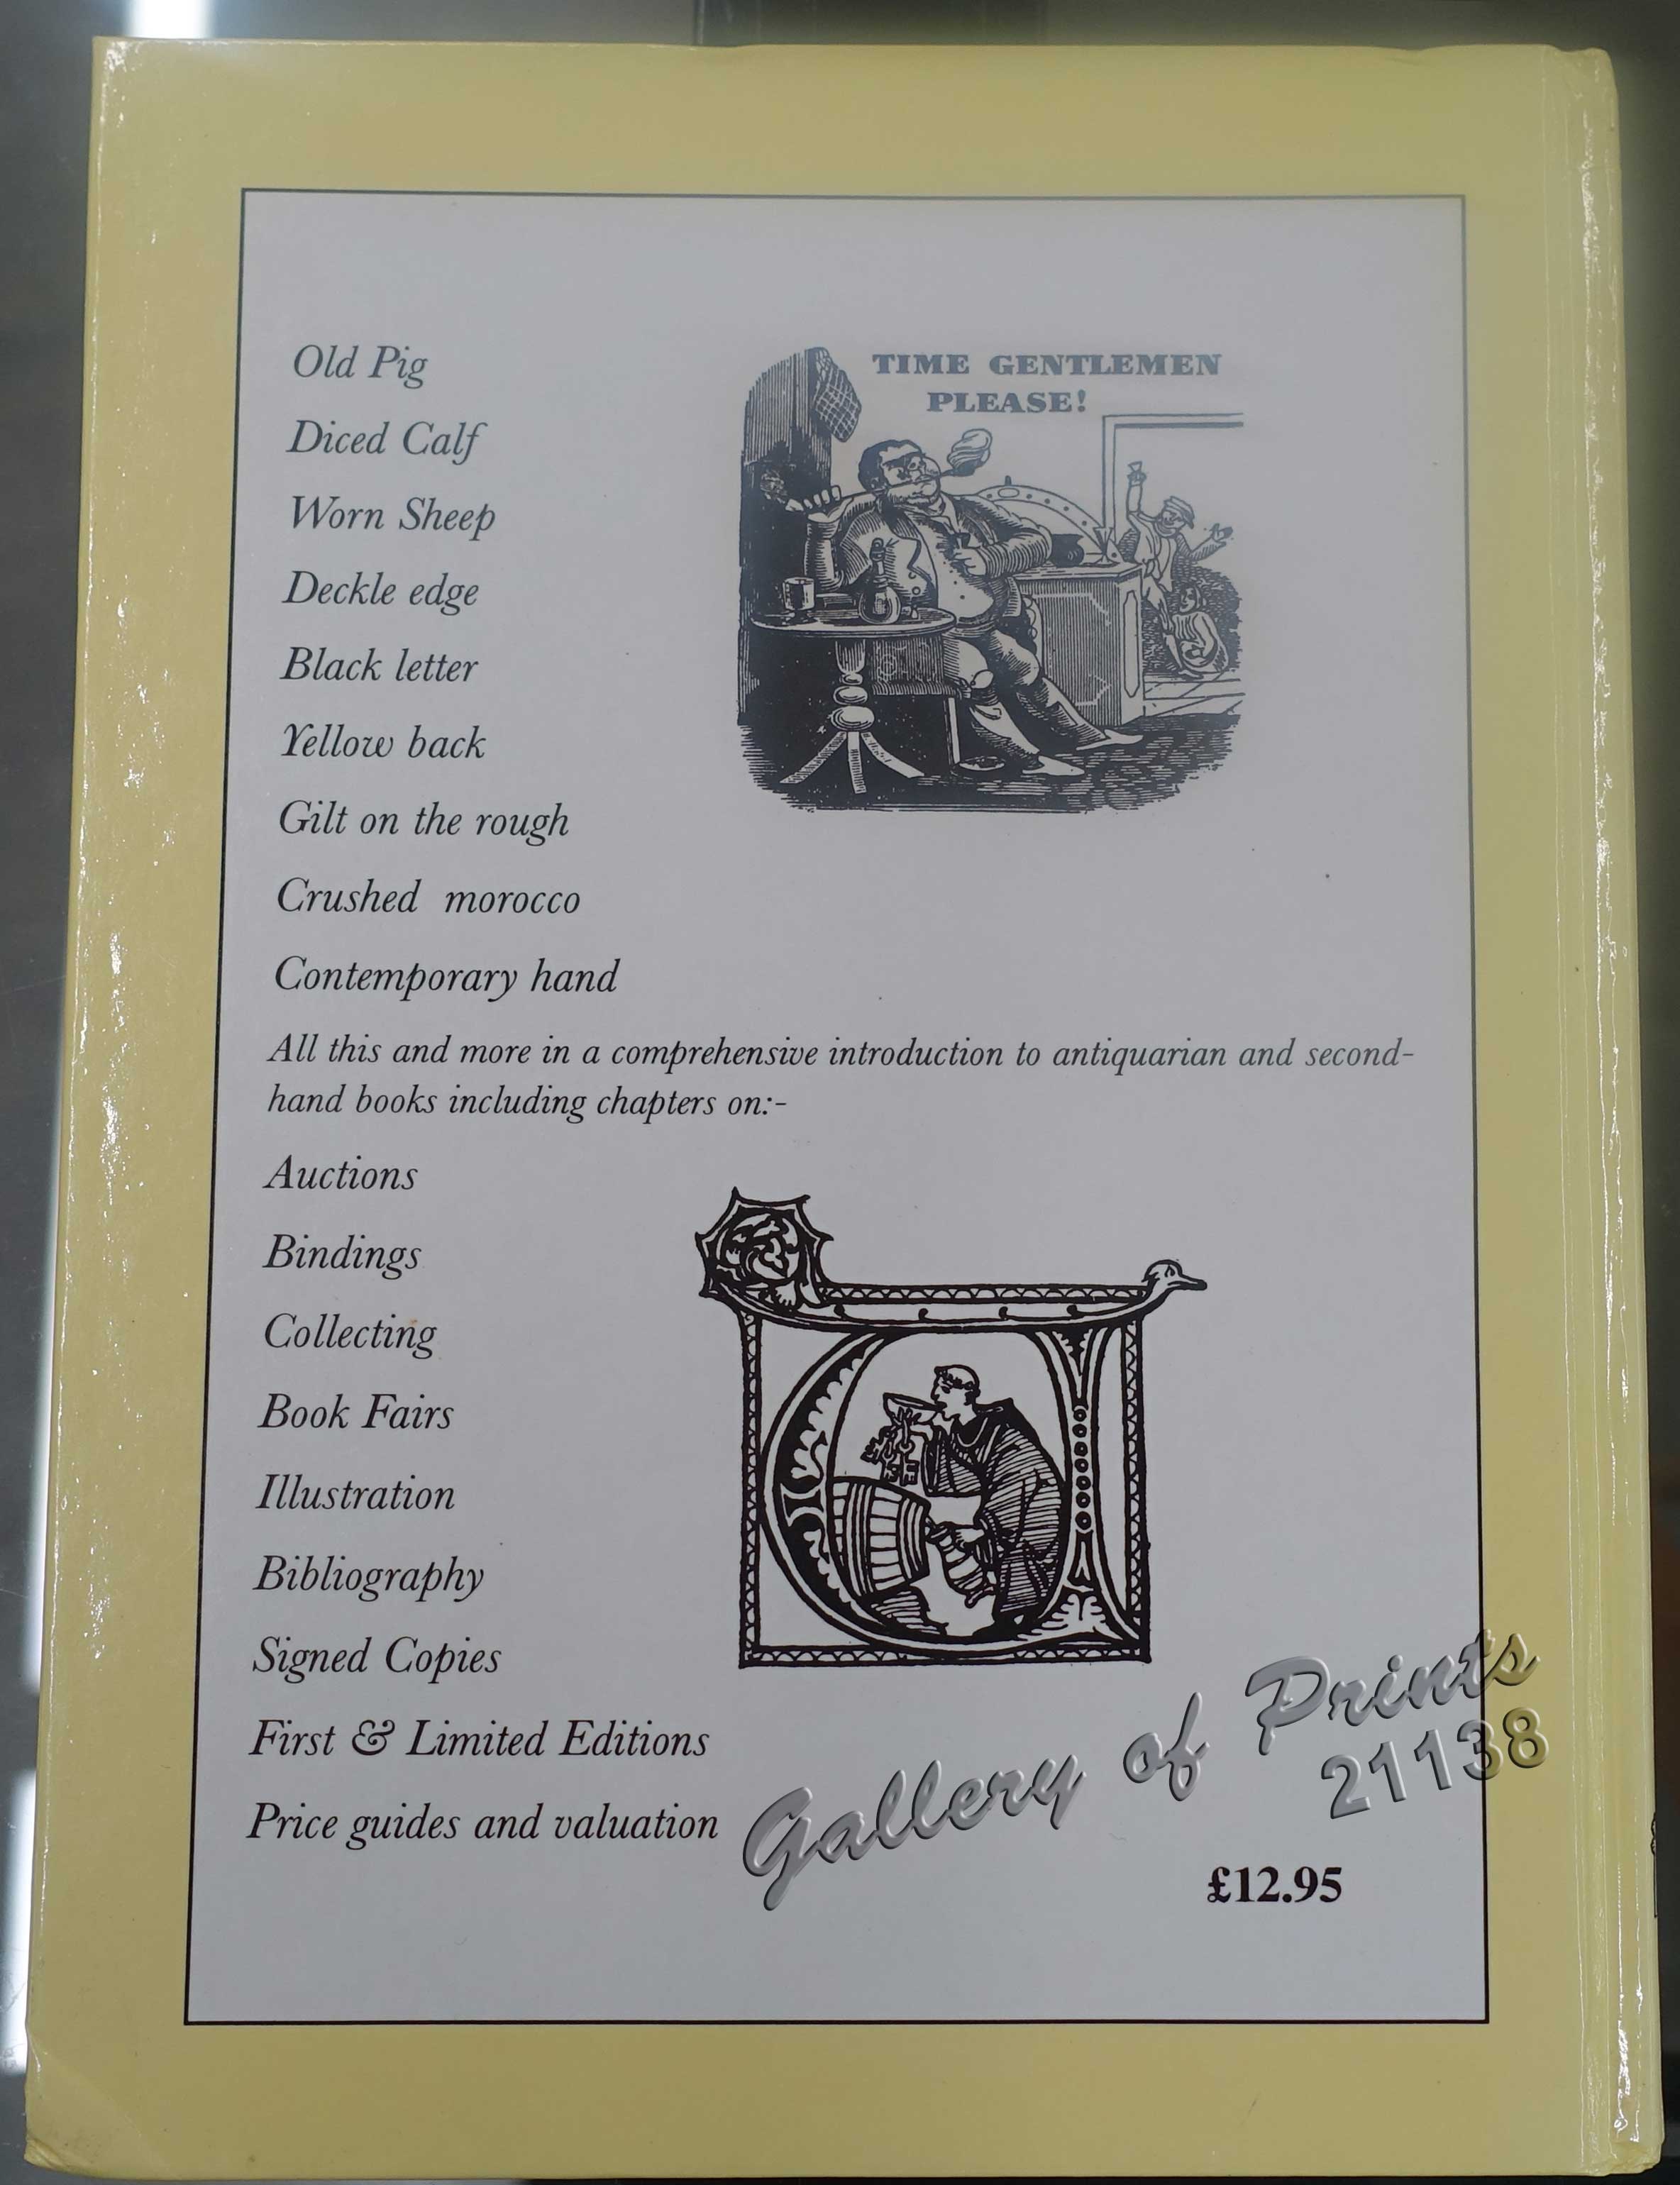 Old Pig
TIME GENTLEMEN
PLEASE!
Diced Calf
Worn Sheep
Deckle edge
Black letter
Yellow back
Gilt on the rough
Crushed morocco
Contemporary hand
All this and more in a comprehensive introduction to antiquarian and second-
hand books including chapters on:-
Auctions
Bindings
Collecting
Book Fairs
Illustration
Bibliography
Signed Copies
First & Limited Editions
Price guides and valuation
Gallery of Prints
21138
£12.95